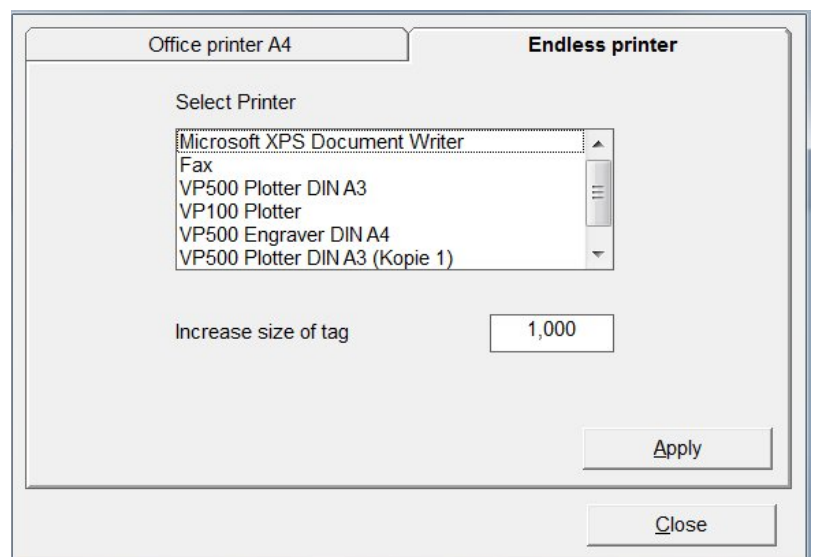 Office printer A4
Endless printer
Select Printer
Microsoft XPS Document Writer
Fax
VP500 Plotter DIN A3
VP100 Plotter
VP500 Engraver DIN A4
VP500 Plotter DIN A3 (Kopie 1)
Increase size of tag
1,000
Apply
Close